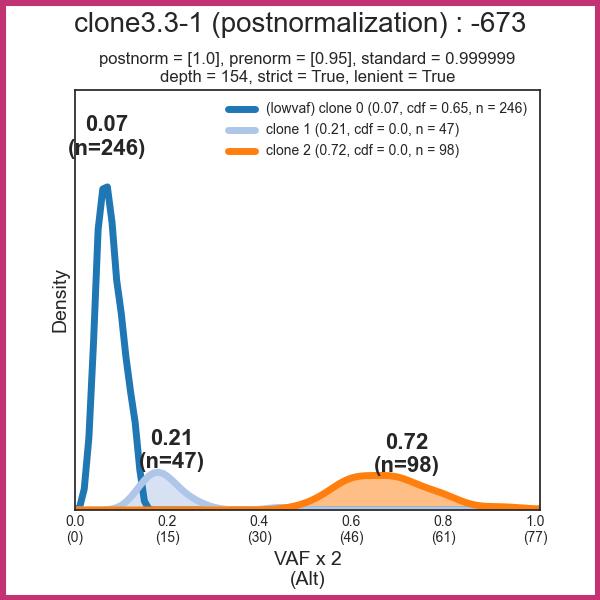 clone3.3-1 (postnormalization) : -673
postnorm = [1.0], prenorm = [0.95], standard = 0.999999
depth = 154, strict = True, lenient = True
(lowvaf) clone 0 (0.07, cdf = 0.65, n = 246)
clone 1 (0.21, cdf = 0.0, n = 47)
clone 2 (0.72, cdf = 0.0, n = 98)
0.07
(n=246)
Density
0.21
(n=47)
0.72
(n=98)
0.0 0.2 0.4 0.6 0.8 1.0
(0) (15) (30) (46) (61) (77)
VAF x 2
(Alt)